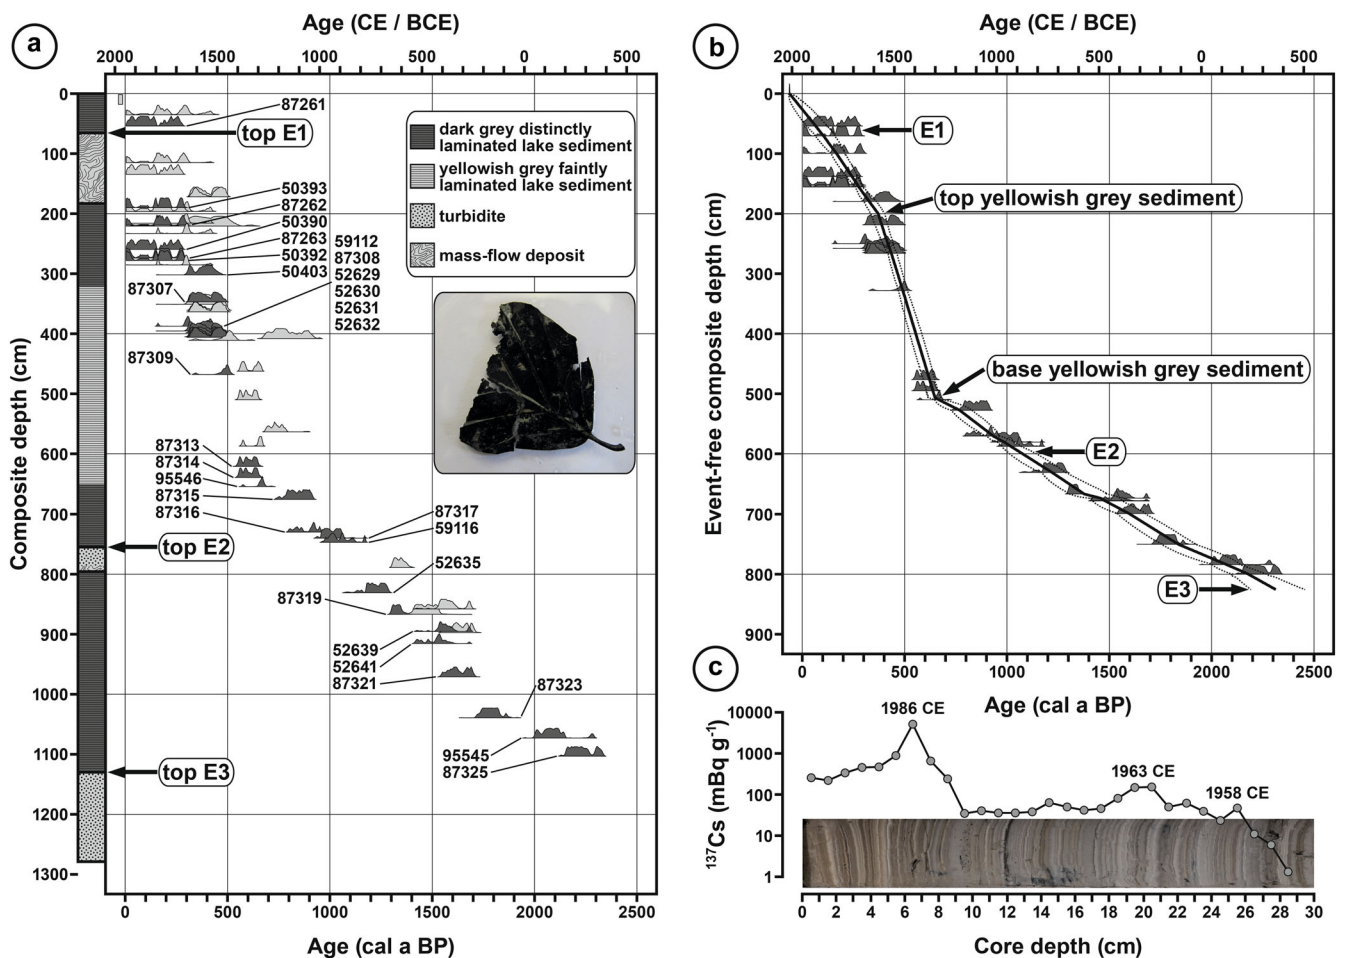 a
Age (CE / BCE)
2000 1500 1000 500 0 500
Composite depth (cm)
0
100
200
300
400
500
600
700
800
900
1000
1100
1200
1300
0 500 1000 1500 2000 2500
Age (cal a BP)
87261
top E1
50393
87262
50390
87263
50392
50403
59112
87308
52629
52630
52631
52632
87307
87309
87313
87314
95546
87315
87316
87317
59116
top E2
52635
87319
52639
52641
87321
87323
95545
87325
top E3
dark grey distinctly
laminated lake sediment
yellowish grey faintly
laminated lake sediment
turbidite
mass-flow deposit
b
Age (CE / BCE)
2000 1500 1000 500 0 500
Event-free composite depth (cm)
0
100
200
300
400
500
600
700
800
900
E1
top yellowish grey sediment
base yellowish grey sediment
E2
E3
0 500 1000 1500 2000 2500
Age (cal a BP)
c
137Cs (mBq g-1)
10000
1000
100
10
1
1986 CE
1963 CE
1958 CE
0 2 4 6 8 10 12 14 16 18 20 22 24 26 28 30
Core depth (cm)